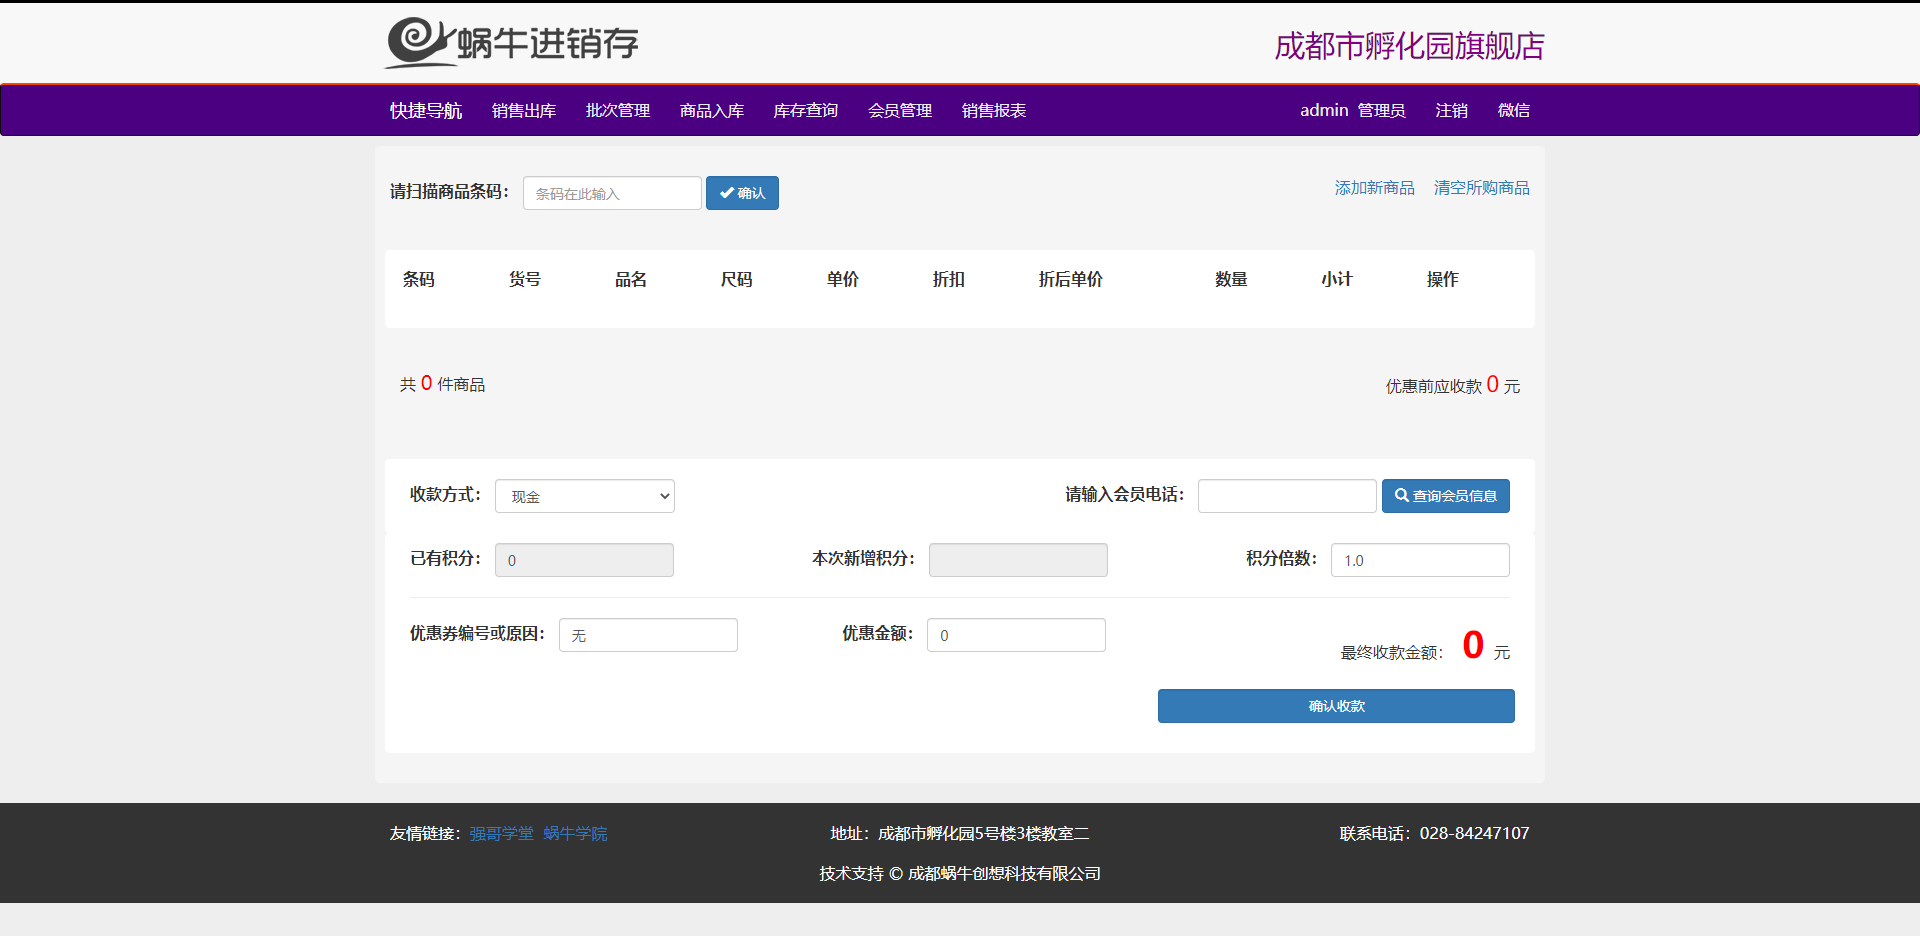 蜗牛进销存
成都市孵化园旗舰店
快捷导航 销售出库 批次管理 商品入库 库存查询 会员管理 销售报表 admin 管理员 注销 微信
请扫描商品条码： 条码在此输入 确认 添加新商品 清空所购商品
条码 货号 品名 尺码 单价 折扣 折后单价 数量 小计 操作
共 0 件商品 优惠前应收款 0 元
收款方式： 现金 请输入会员电话： 查询会员信息
已有积分： 0 本次新增积分： 积分倍数： 1.0
优惠券编号或原因： 无 优惠金额： 0 最终收款金额： 0 元
确认收款
友情链接：强哥学堂 蜗牛学院 地址：成都市孵化园5号楼3楼教室二 联系电话：028-84247107
技术支持 © 成都蜗牛创想科技有限公司